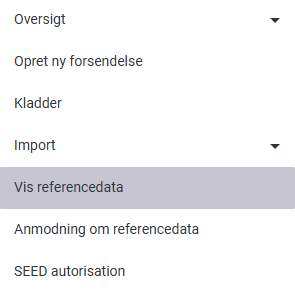 Oversigt
Opret ny forsendelse
Kladder
Import
Vis referencedata
Anmodning om referencedata
SEED autorisation